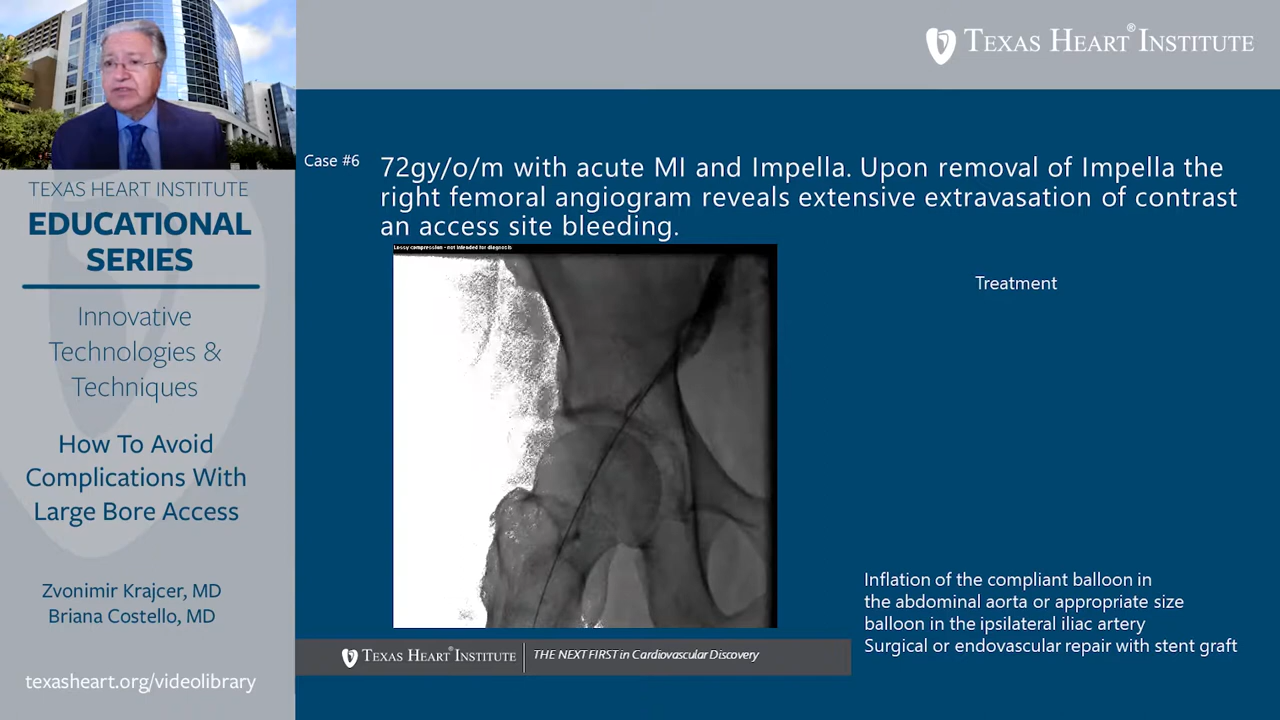 TEXAS HEART® INSTITUTE
TEXAS HEART INSTITUTE
EDUCATIONAL
SERIES
Innovative
Technologies &
Techniques
How To Avoid
Complications With
Large Bore Access
Zvonimir Krajcer, MD
Briana Costello, MD
texasheart.org/videolibrary
Case #6
72gy/o/m with acute MI and Impella. Upon removal of Impella the
right femoral angiogram reveals extensive extravasation of contrast
an access site bleeding.
Lossy compression - not intended for diagnosis
Treatment
Inflation of the compliant balloon in
the abdominal aorta or appropriate size
balloon in the ipsilateral iliac artery
Surgical or endovascular repair with stent graft
TEXAS HEART® INSTITUTE
THE NEXT FIRST in Cardiovascular Discovery